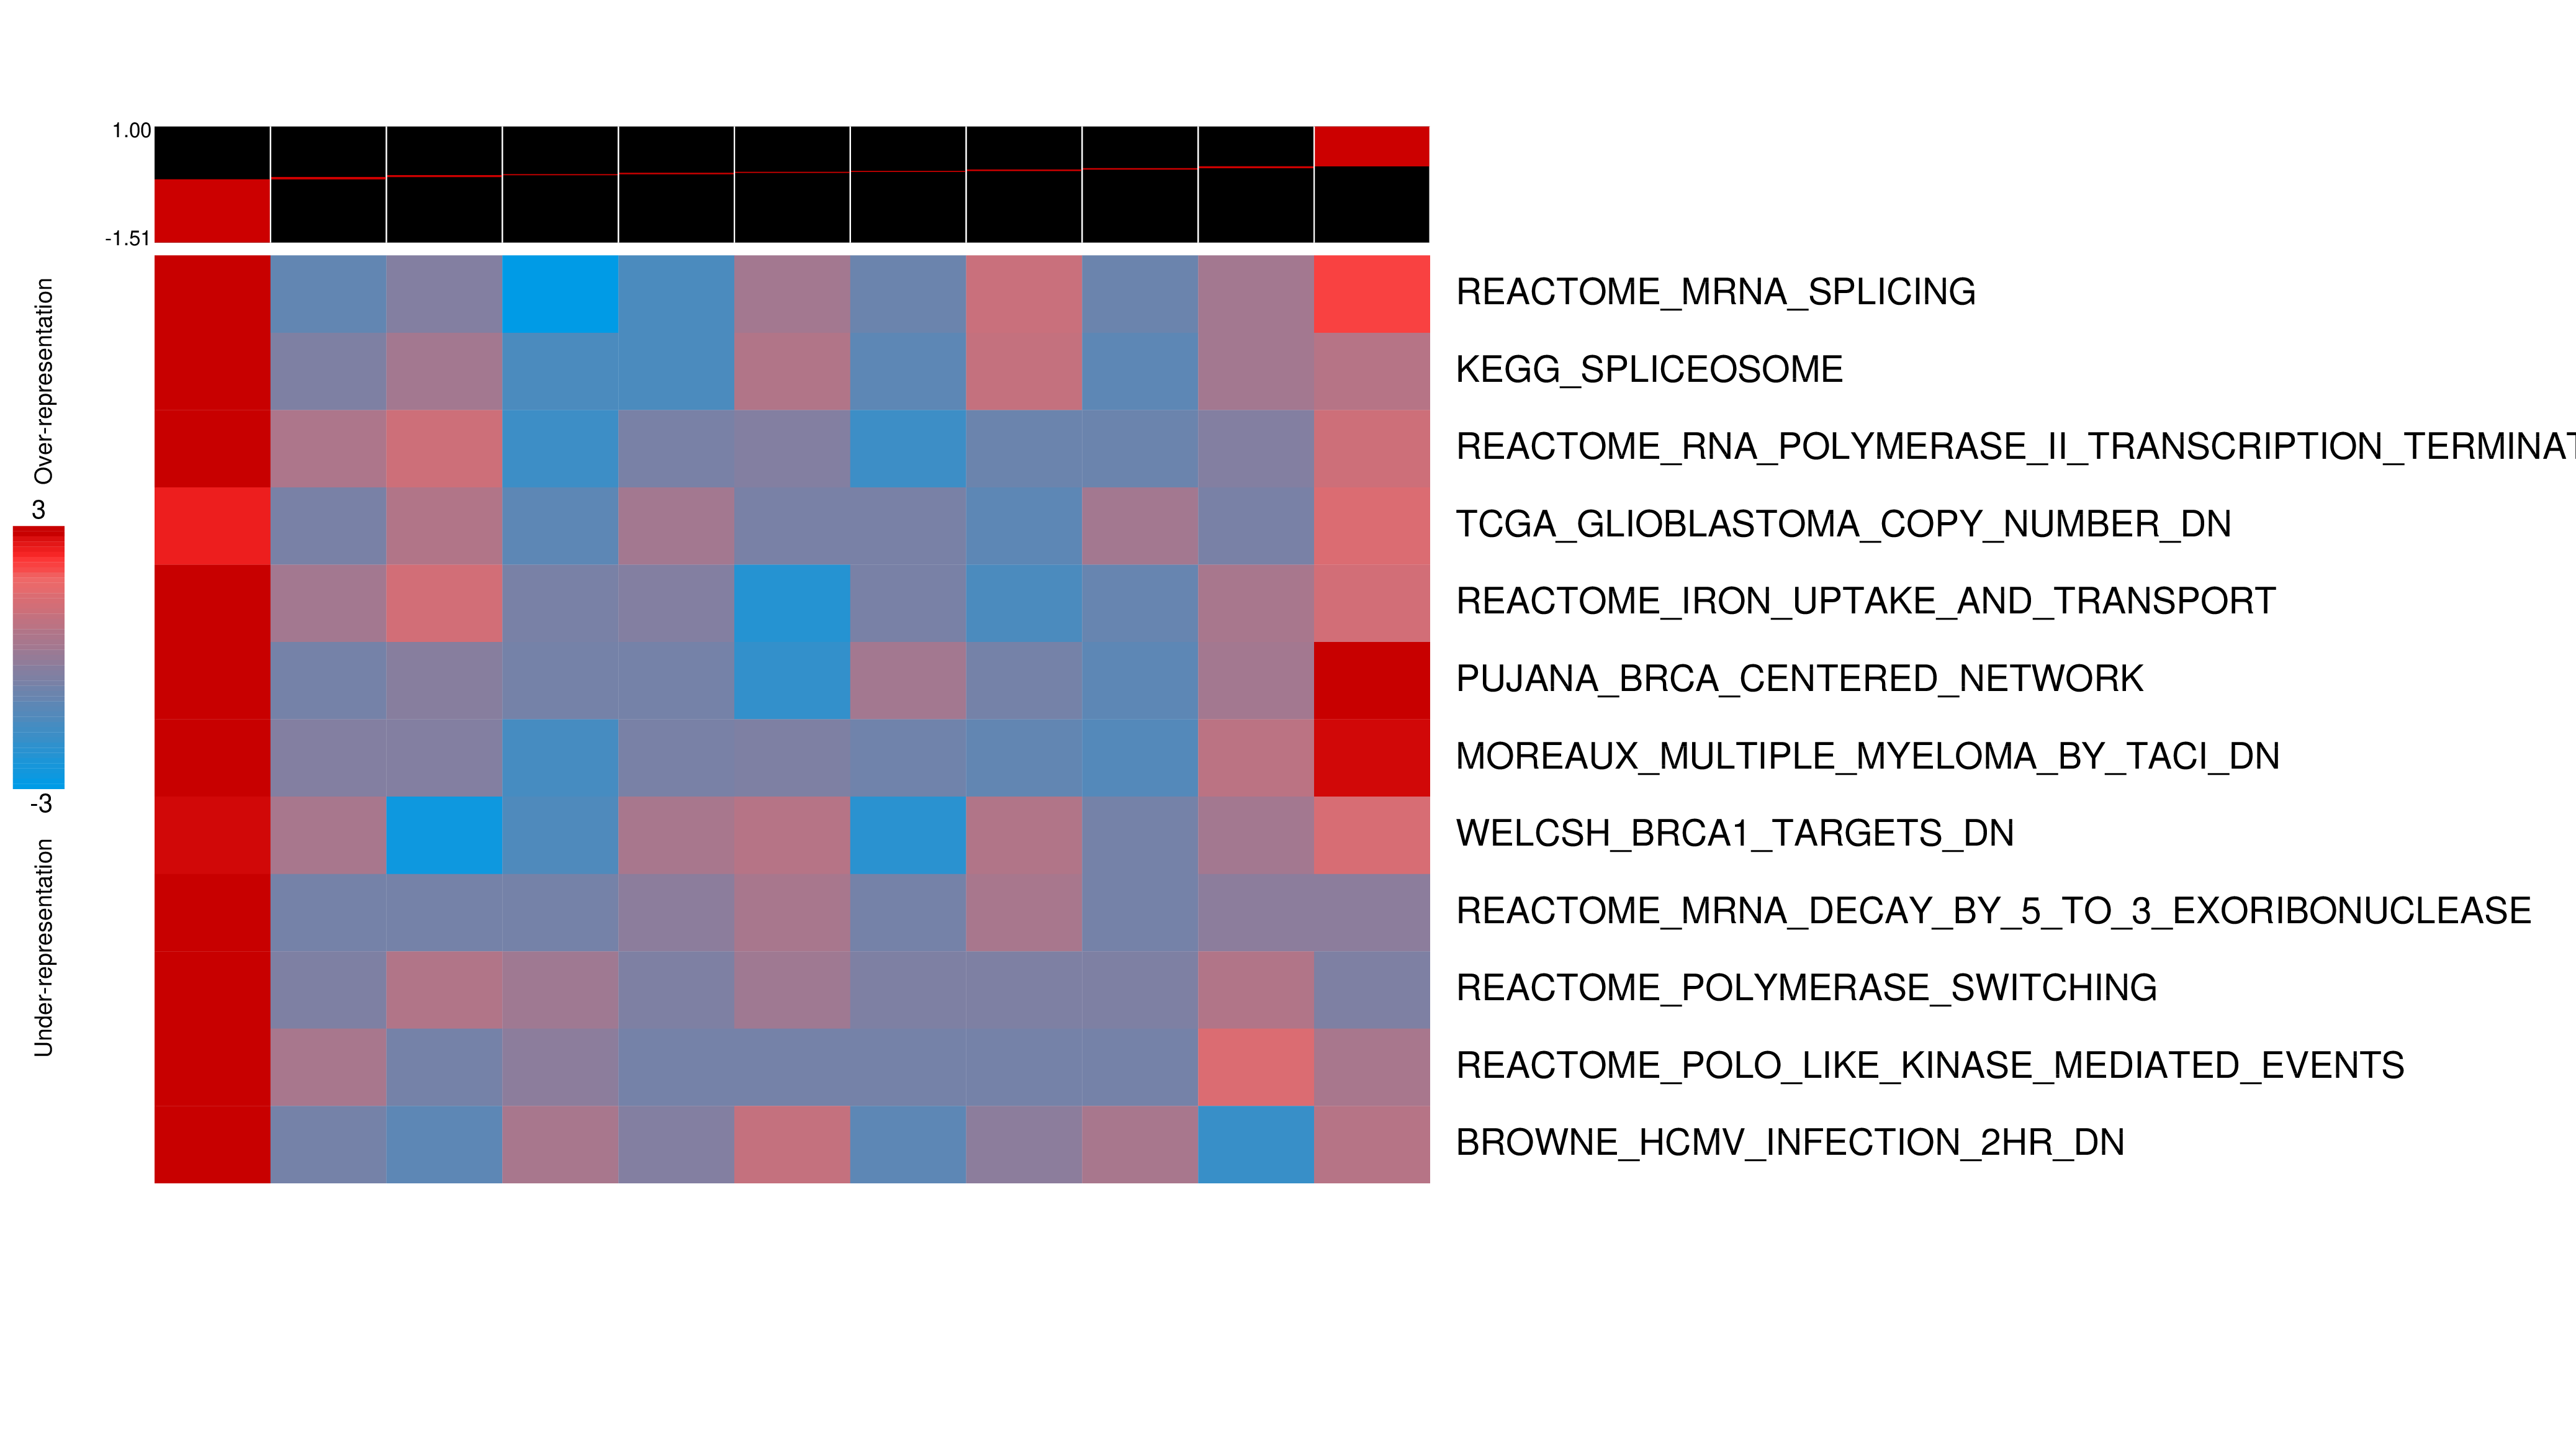 1.00
-1.51
Over-representation
3
-3
Under-representation
REACTOME_MRNA_SPLICING
KEGG_SPLICEOSOME
REACTOME_RNA_POLYMERASE_II_TRANSCRIPTION_TERMINAT
TCGA_GLIOBLASTOMA_COPY_NUMBER_DN
REACTOME_IRON_UPTAKE_AND_TRANSPORT
PUJANA_BRCA_CENTERED_NETWORK
MOREAUX_MULTIPLE_MYELOMA_BY_TACI_DN
WELCSH_BRCA1_TARGETS_DN
REACTOME_MRNA_DECAY_BY_5_TO_3_EXORIBONUCLEASE
REACTOME_POLYMERASE_SWITCHING
REACTOME_POLO_LIKE_KINASE_MEDIATED_EVENTS
BROWNE_HCMV_INFECTION_2HR_DN